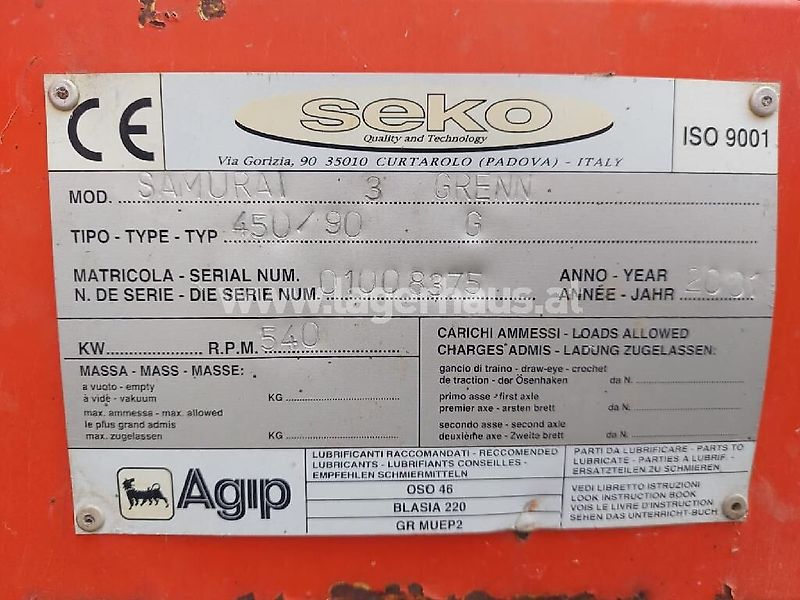 CE
seko
Quality and Technology
Via Gorizia, 90 35010 CURTAROLO (PADOVA) - ITALY
ISO 9001
MOD. SAMURAI 3 GRENN
TIPO - TYPE - TYP 450/90 G
MATRICOLA - SERIAL NUM.
N. DE SERIE - DIE SERIE NUM. 01008375
ANNO - YEAR
ANNÉE - JAHR 2001
www.lagerhaus.at
KW R.P.M. 540
MASSA - MASS - MASSE:
a vuoto - empty
à vide - vakuum KG
max. ammessa - max. allowed
le plus grand admis
max. zugelassen KG
CARICHI AMMESSI - LOADS ALLOWED
CHARGES ADMIS - LADUNG ZUGELASSEN:
gancio di traino - draw-eye - crochet
de traction - der Ösenhaken da N.
primo asse - first axle
premier axe - arsten brett da N.
secondo asse - second axle
deuxième axe - Zweite brett da N.
Agip
LUBRIFICANTI RACCOMANDATI - RECCOMENDED
LUBRICANTS - LUBRIFIANTS CONSEILLES -
EMPFEHLEN SCHMIERMITTELN
OSO 46
BLASIA 220
GR MUEP2
PARTI DA LUBRIFICARE - PARTS TO
LUBRICATE - PARTIES A LUBRIF. -
ERSATZTEILEN ZU SCHMIEREN
VEDI LIBRETTO ISTRUZIONI
LOOK INSTRUCTION BOOK
VOIS LE LIVRE D'INSTRUCTION
SEHEN DAS UNTERRICHT-BUCH